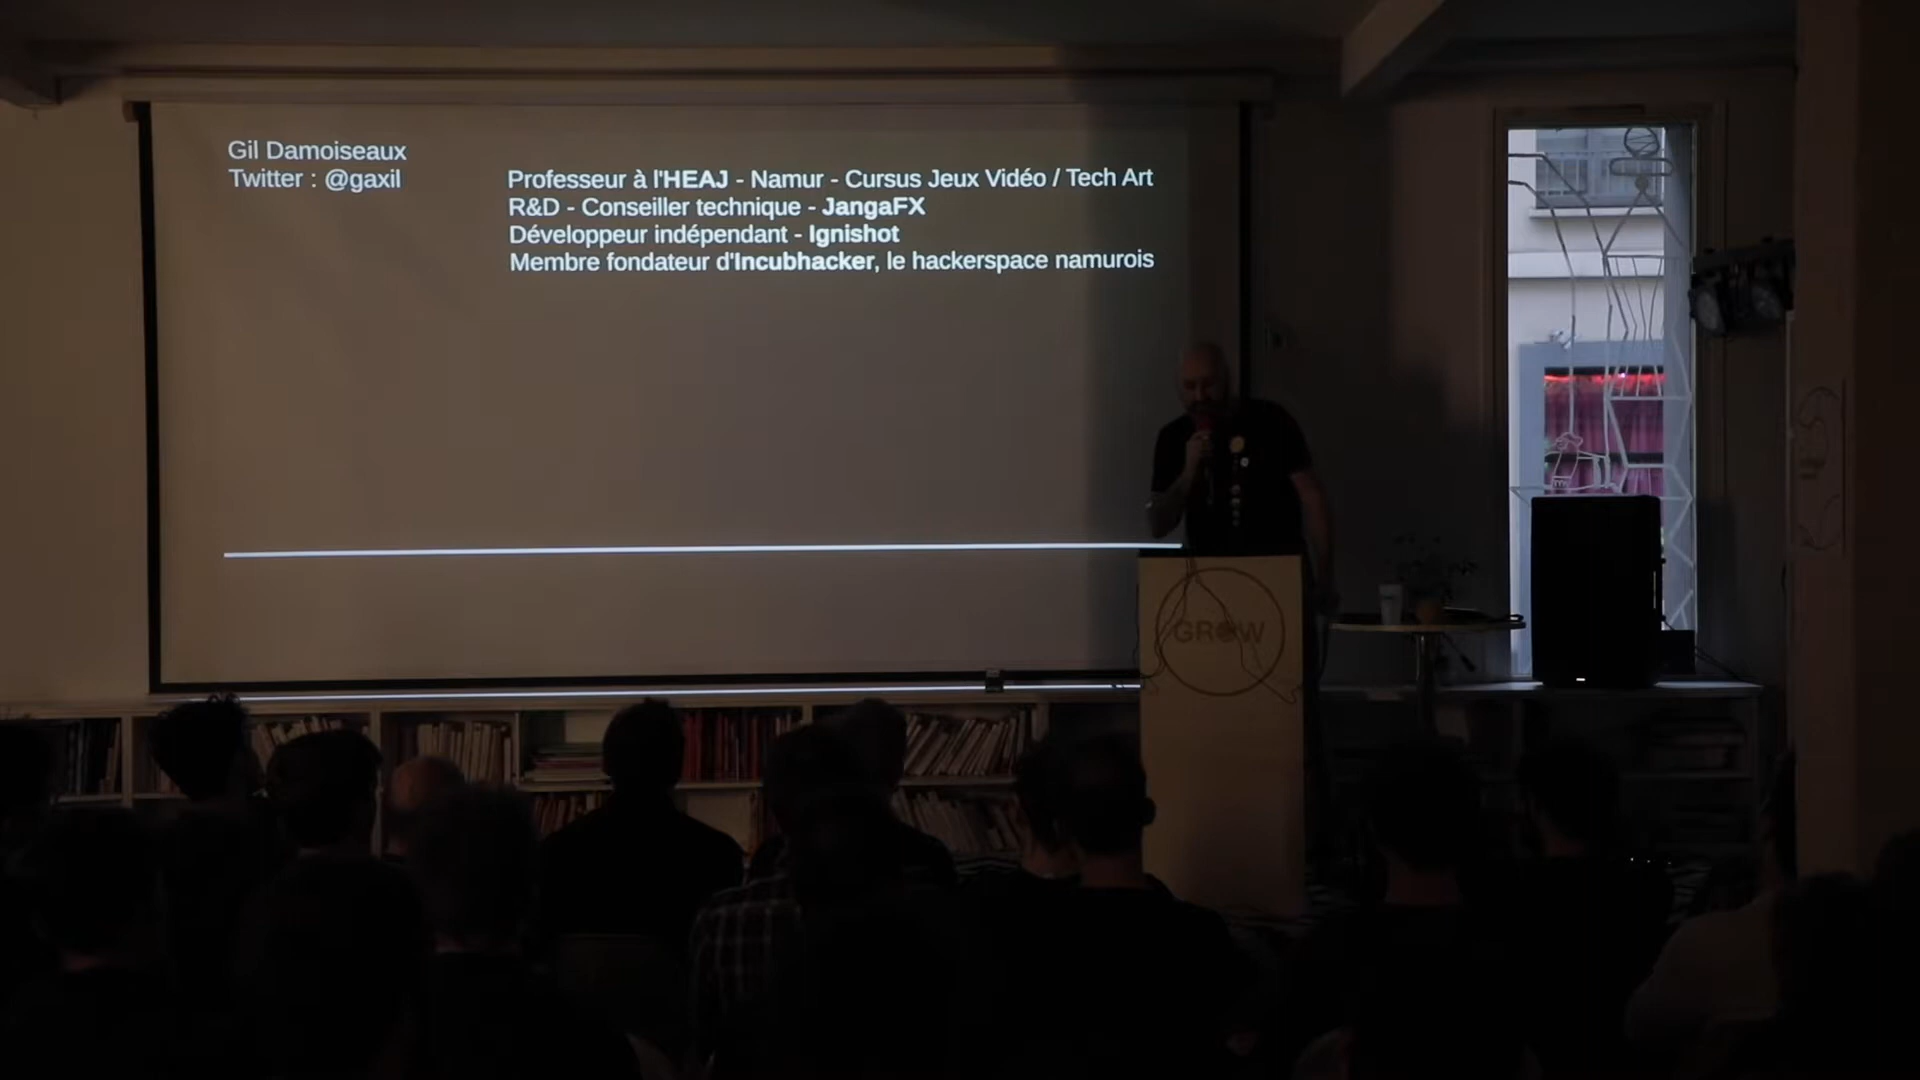 Gil Damoiseaux
Twitter : @gaxil
Professeur à l'HEAJ - Namur - Cursus Jeux Vidéo / Tech Art
R&D - Conseiller technique - JangaFX
Développeur indépendant - Ignishot
Membre fondateur d'Incubhacker, le hackerspace namurois
GROW